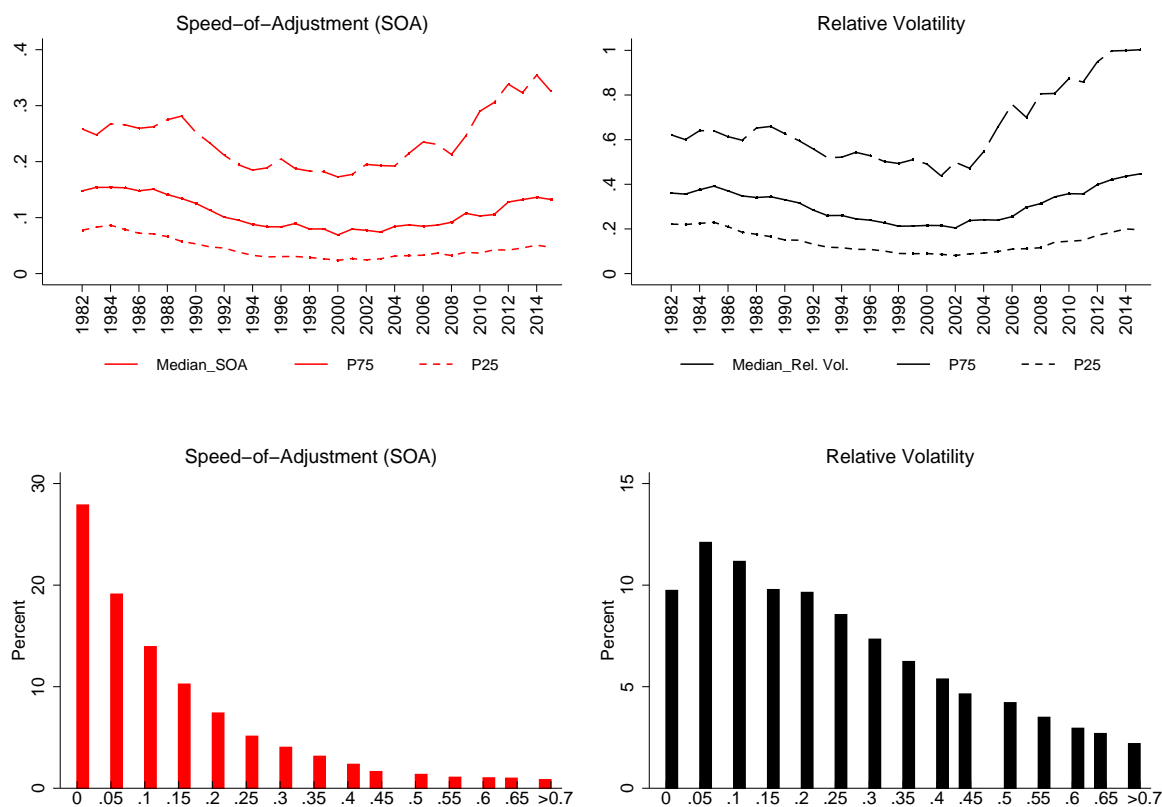 Speed−of−Adjustment (SOA)
.4
.3
.2
.1
0
1982 1984 1986 1988 1990 1992 1994 1996 1998 2000 2002 2004 2006 2008 2010 2012 2014
Median_SOA P75 P25
Relative Volatility
1
.8
.6
.4
.2
0
1982 1984 1986 1988 1990 1992 1994 1996 1998 2000 2002 2004 2006 2008 2010 2012 2014
Median_Rel. Vol. P75 P25
Speed−of−Adjustment (SOA)
Percent
30
20
10
0
0 .05 .1 .15 .2 .25 .3 .35 .4 .45 .5 .55 .6 .65 >0.7
Relative Volatility
Percent
15
10
5
0
0 .05 .1 .15 .2 .25 .3 .35 .4 .45 .5 .55 .6 .65 >0.7